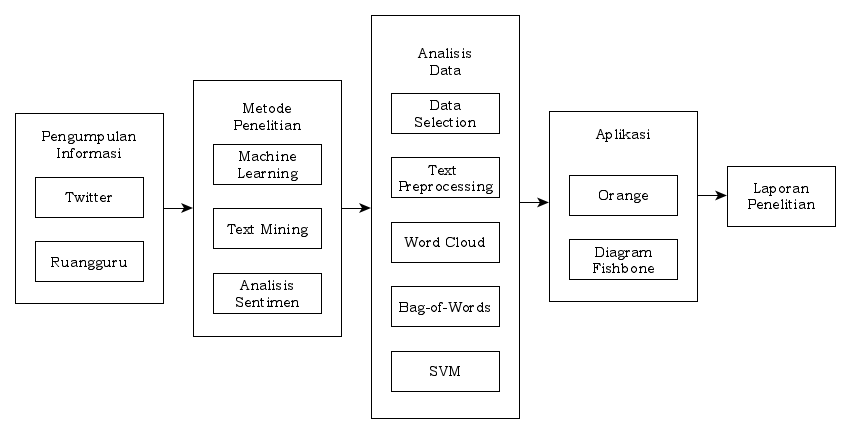 Pengumpulan
Informasi
Twitter
Ruangguru
Metode
Penelitian
Machine
Learning
Text Mining
Analisis
Sentimen
Analisis
Data
Data
Selection
Text
Preprocessing
Word Cloud
Bag-of-Words
SVM
Aplikasi
Orange
Diagram
Fishbone
Laporan
Penelitian